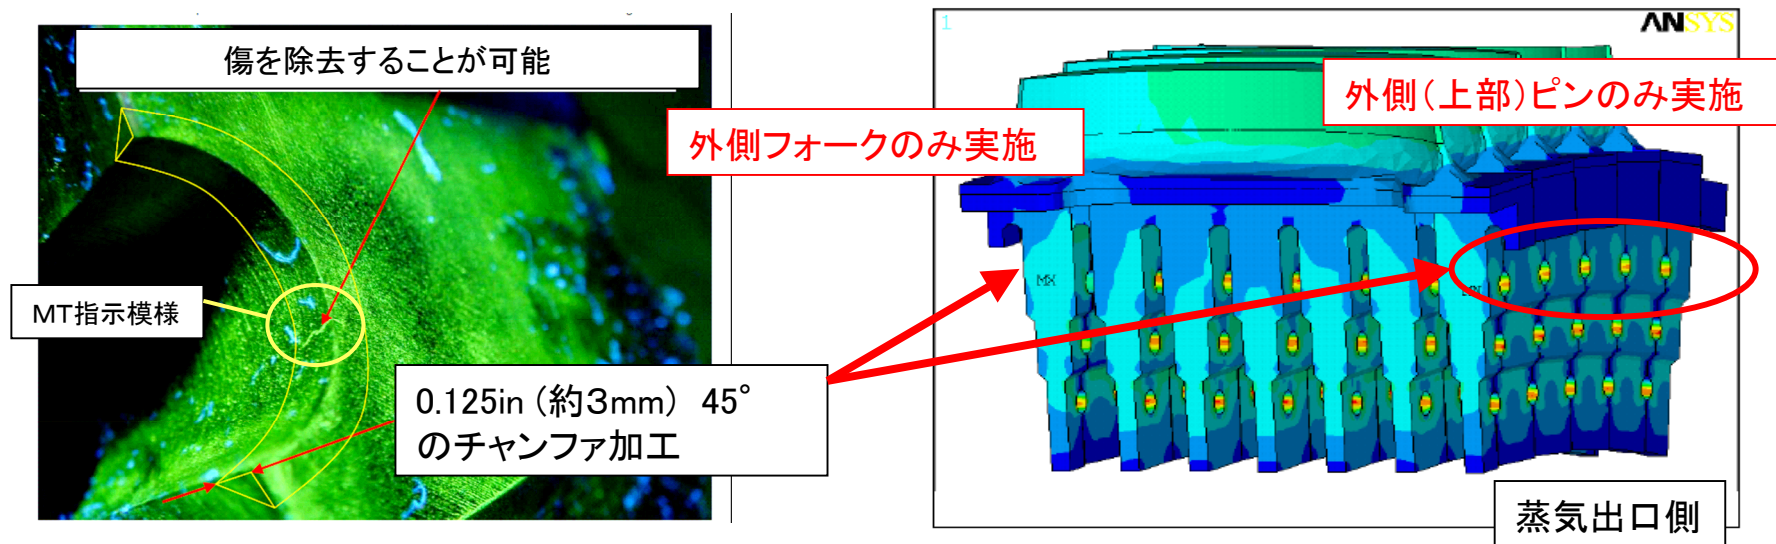 傷を除去することが可能
外側フォークのみ実施
MT指示模様
0.125in（約３mm） 45°
のチャンファ加工
1
ANSYS
外側（上部）ピンのみ実施
MX
蒸気出口側